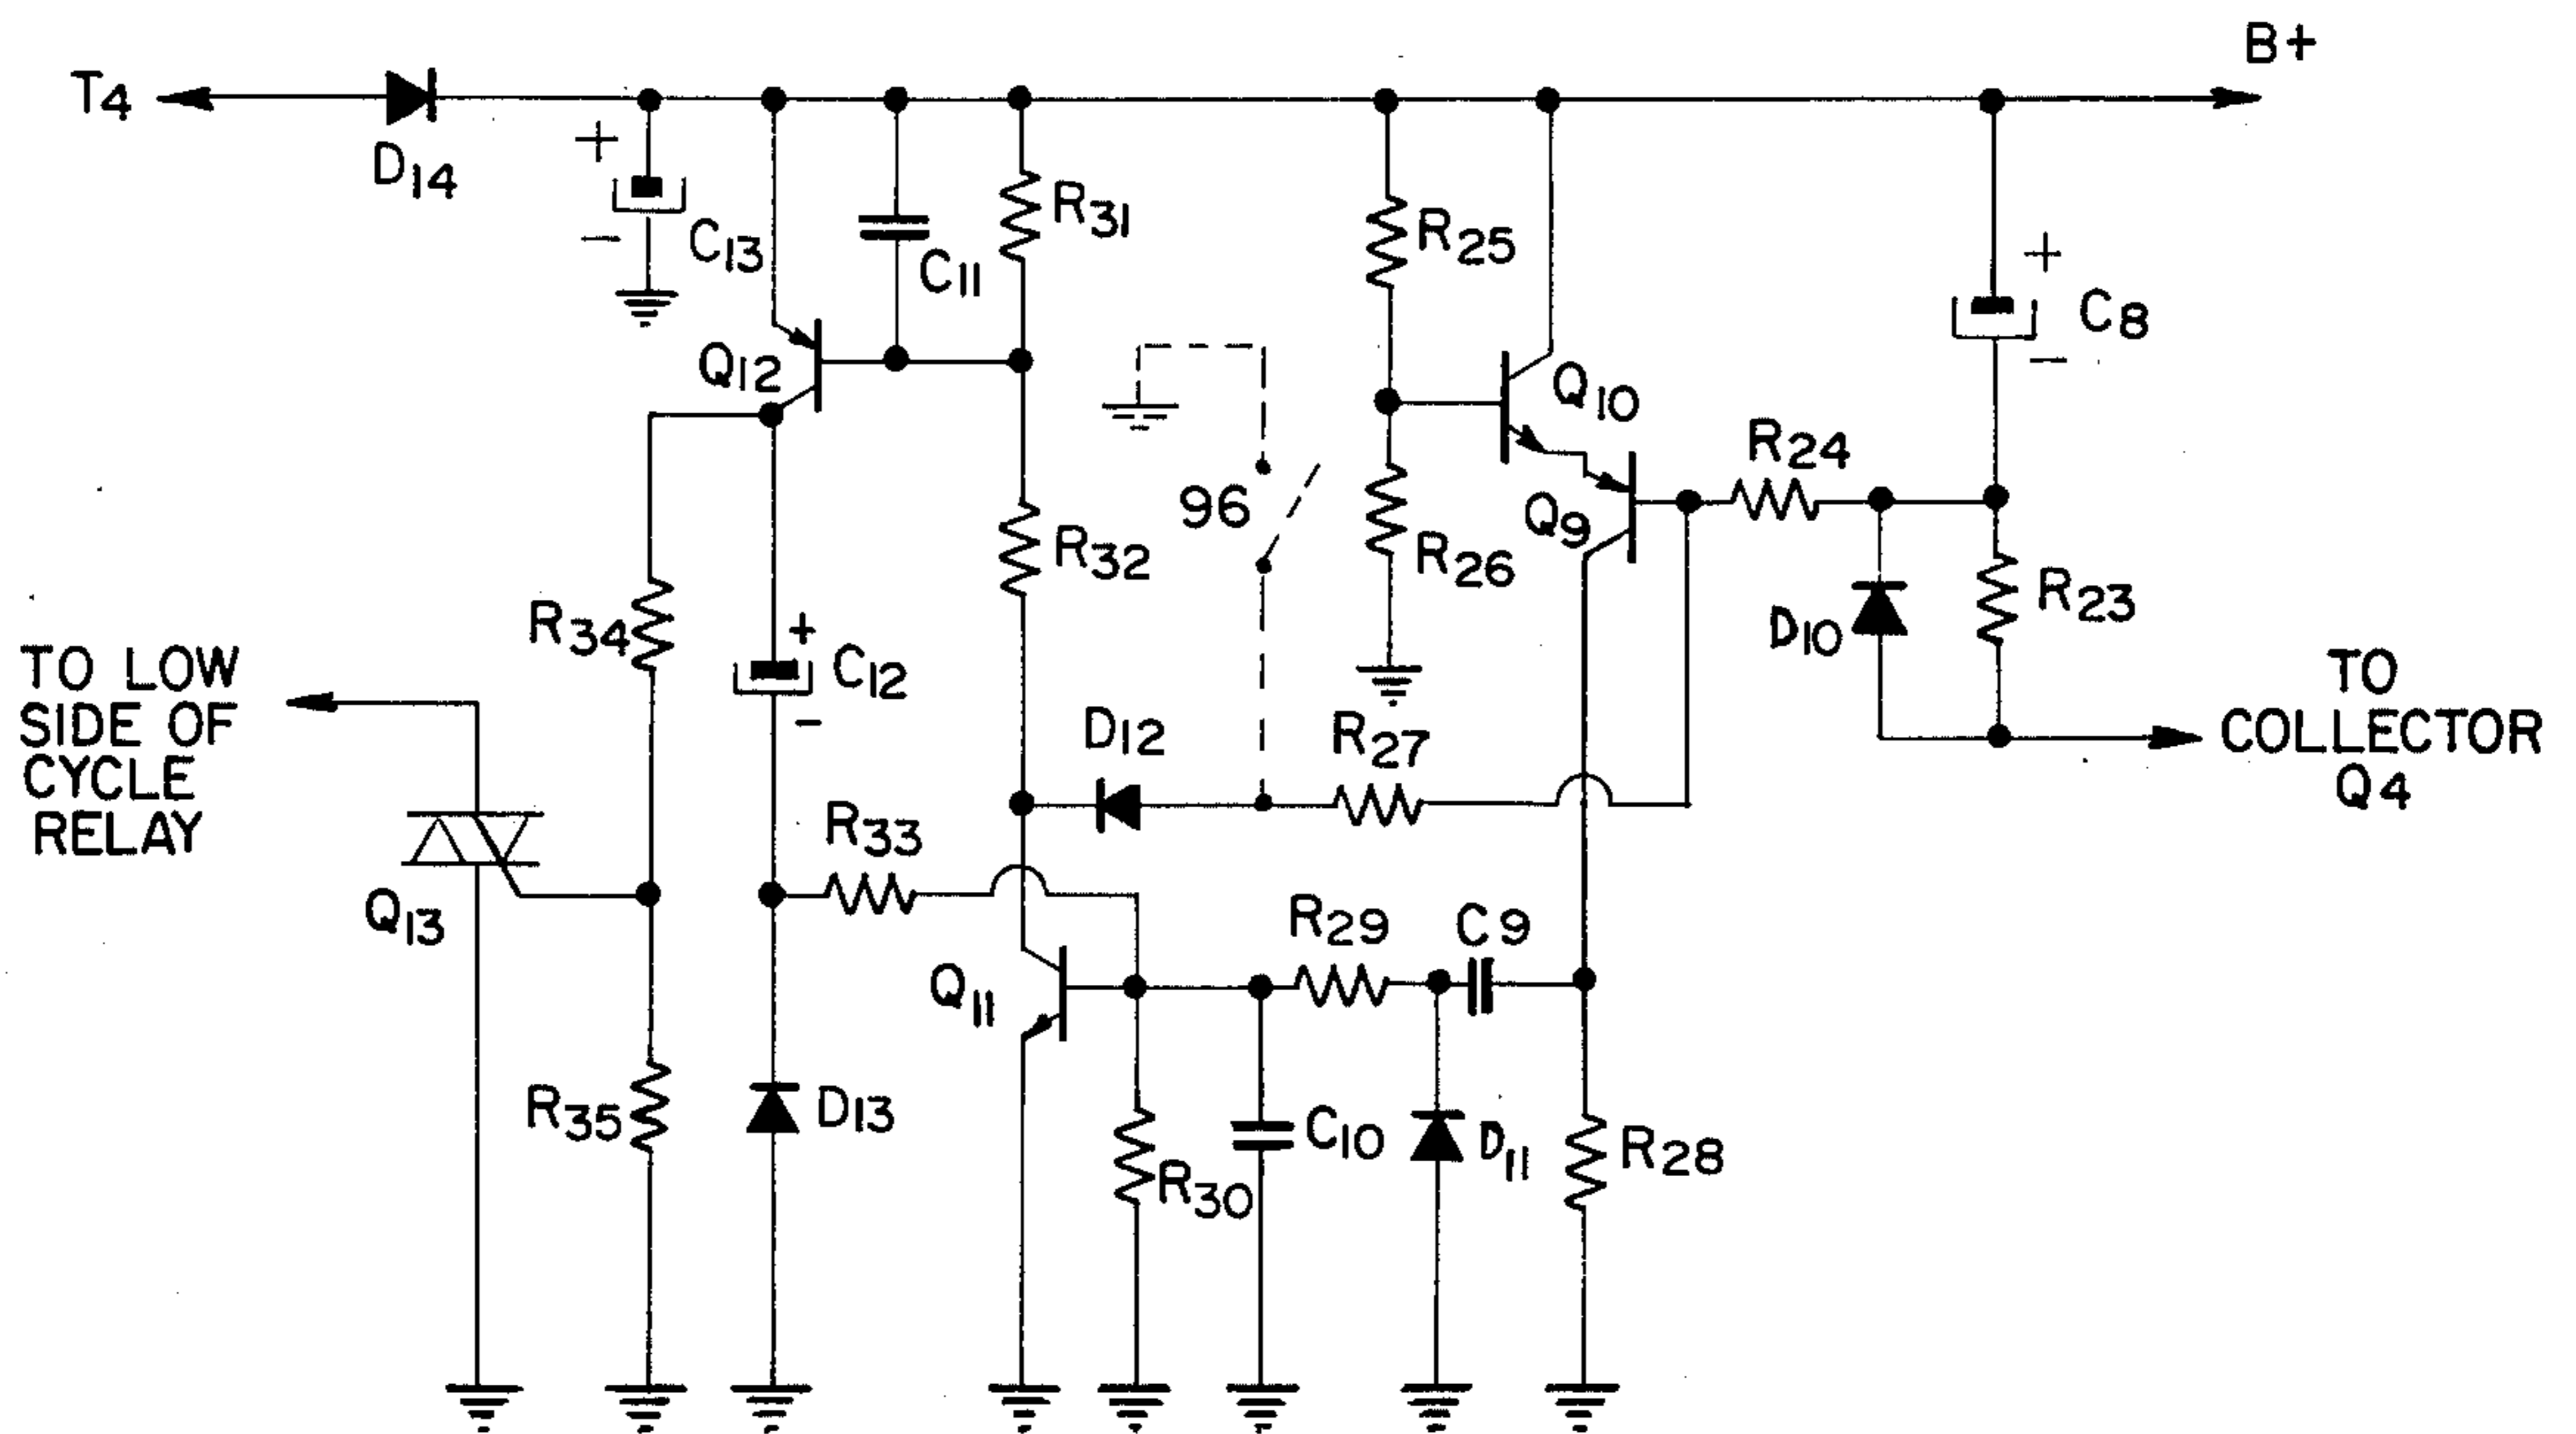 B+
T4
D14
+
C13
−
C11
R31
R25
+
C8
−
Q12
Q10
R24
96
Q9
R32
R26
R34
+
C12
−
D10
R23
TO LOW
SIDE OF
CYCLE
RELAY
TO
COLLECTOR
Q4
D12
R27
R33
Q13
R29
C9
Q11
R35
D13
R30
C10
D11
R28